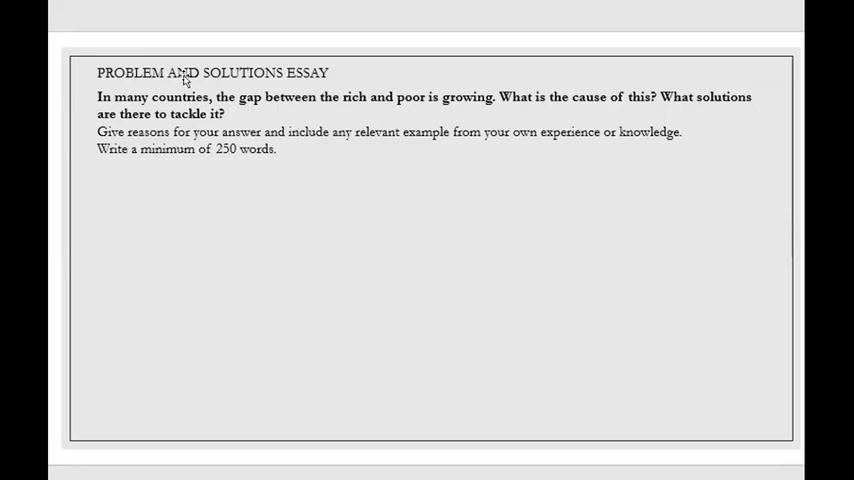 PROBLEM AND SOLUTIONS ESSAY
In many countries, the gap between the rich and poor is growing. What is the cause of this? What solutions
are there to tackle it?
Give reasons for your answer and include any relevant example from your own experience or knowledge.
Write a minimum of 250 words.